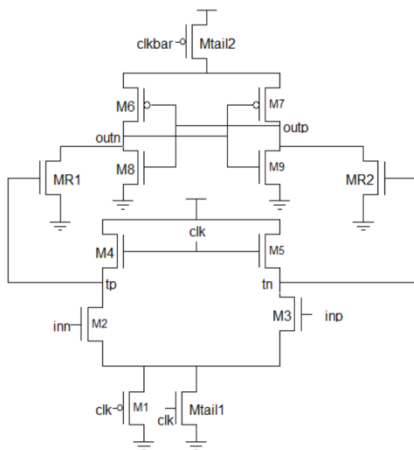 clkbar Mtail2
M6 M7
outn outp
M8 M9
MR1 MR2
M4 clk M5
tp tn
inn M2 M3 inp
clk M1 clk Mtail1